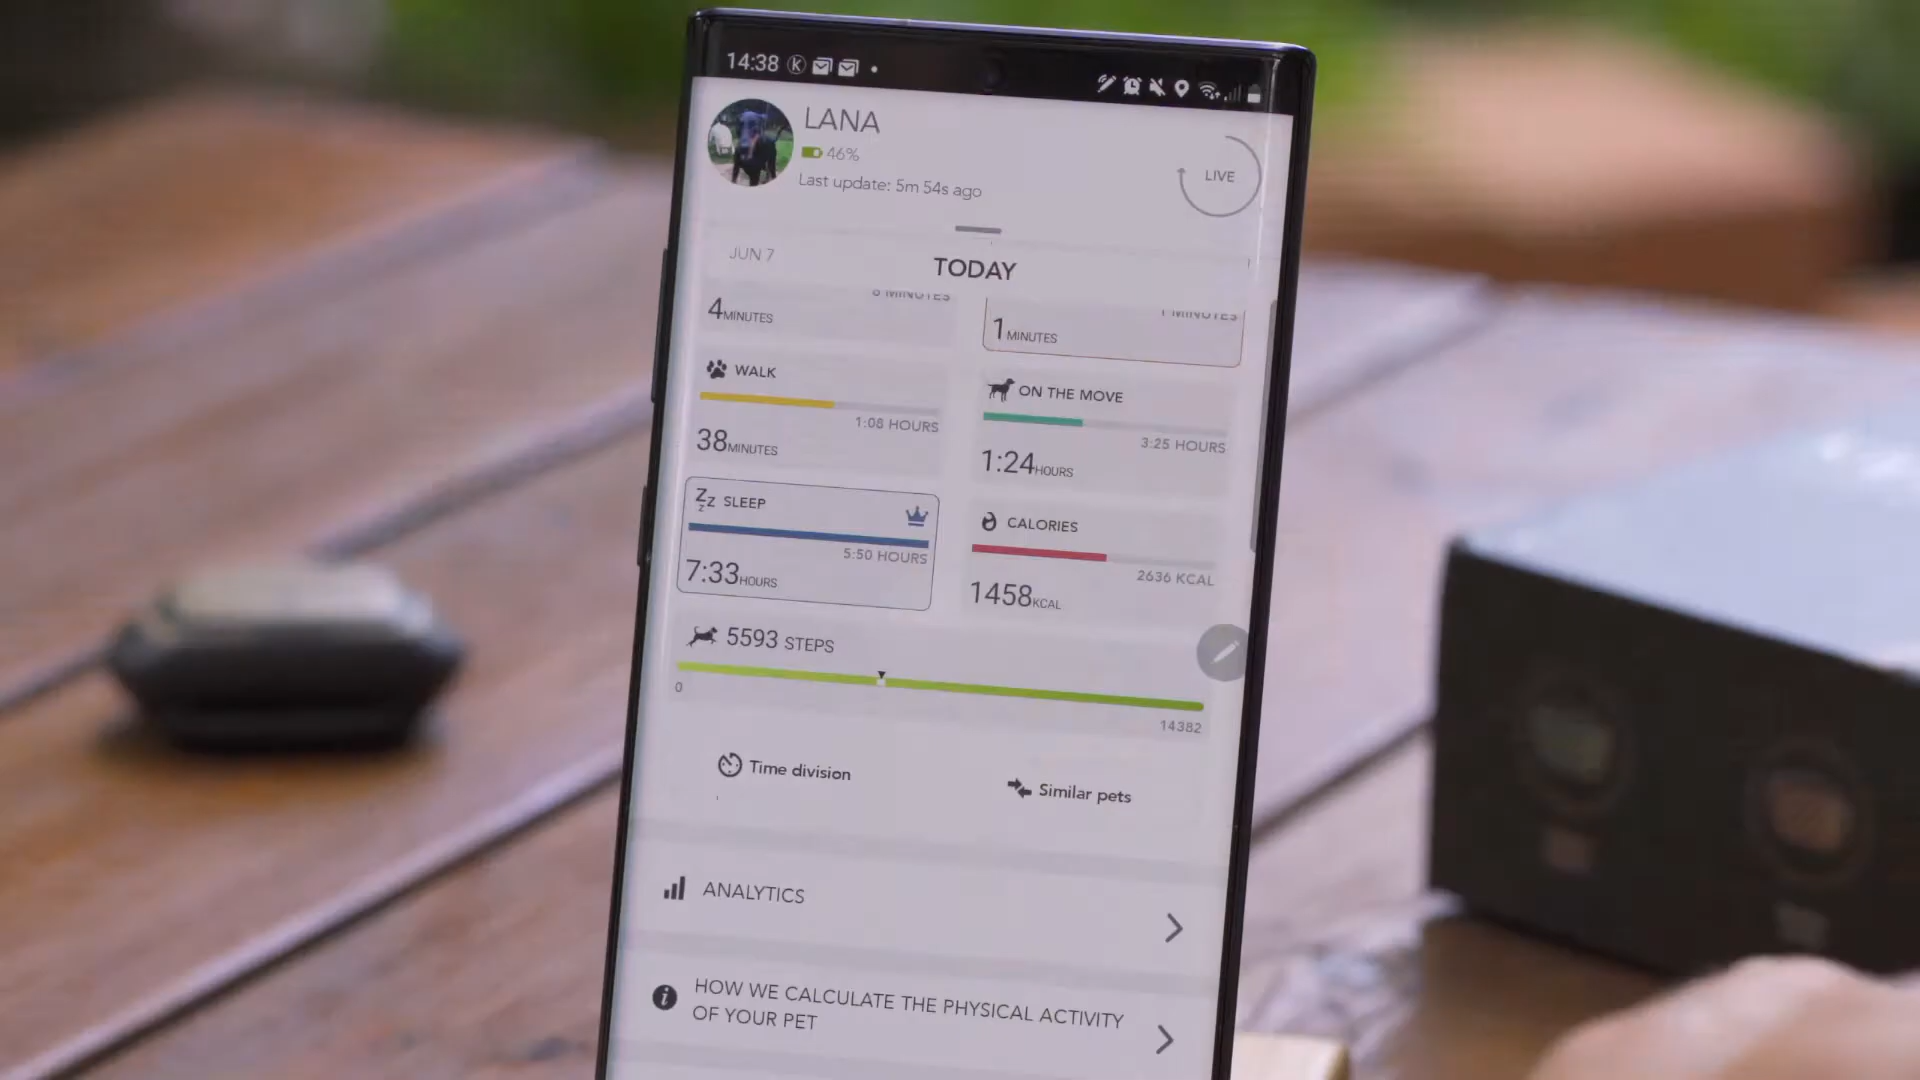 14:38
LANA
46%
Last update: 5m 54s ago
LIVE
JUN 7
TODAY
MINUTES
4MINUTES
1 MINUTES
1MINUTES
WALK
1:08 HOURS
38MINUTES
ON THE MOVE
3:25 HOURS
1:24HOURS
ZZZ SLEEP
5:50 HOURS
7:33HOURS
CALORIES
2636 KCAL
1458KCAL
5593 STEPS
0
14382
Time division
Similar pets
ANALYTICS
HOW WE CALCULATE THE PHYSICAL ACTIVITY
OF YOUR PET